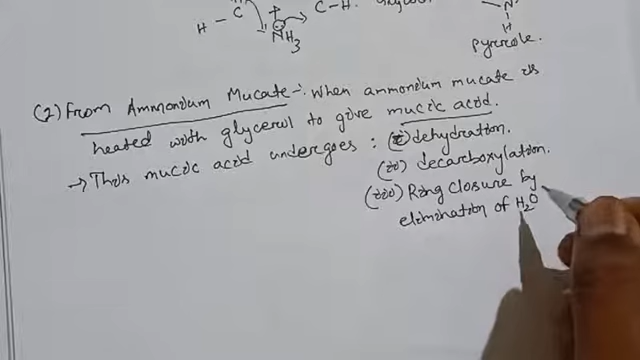 H - C
+
NH3
C-H.
N
H
pyrrole.
(2) From Ammonium Mucate:- When ammonium mucate is
heated with glycerol to give mucic acid.
→ This mucic acid undergoes : (i) dehydration.
(ii) decarboxylation.
(iii) Ring closure by
elimination of H2O